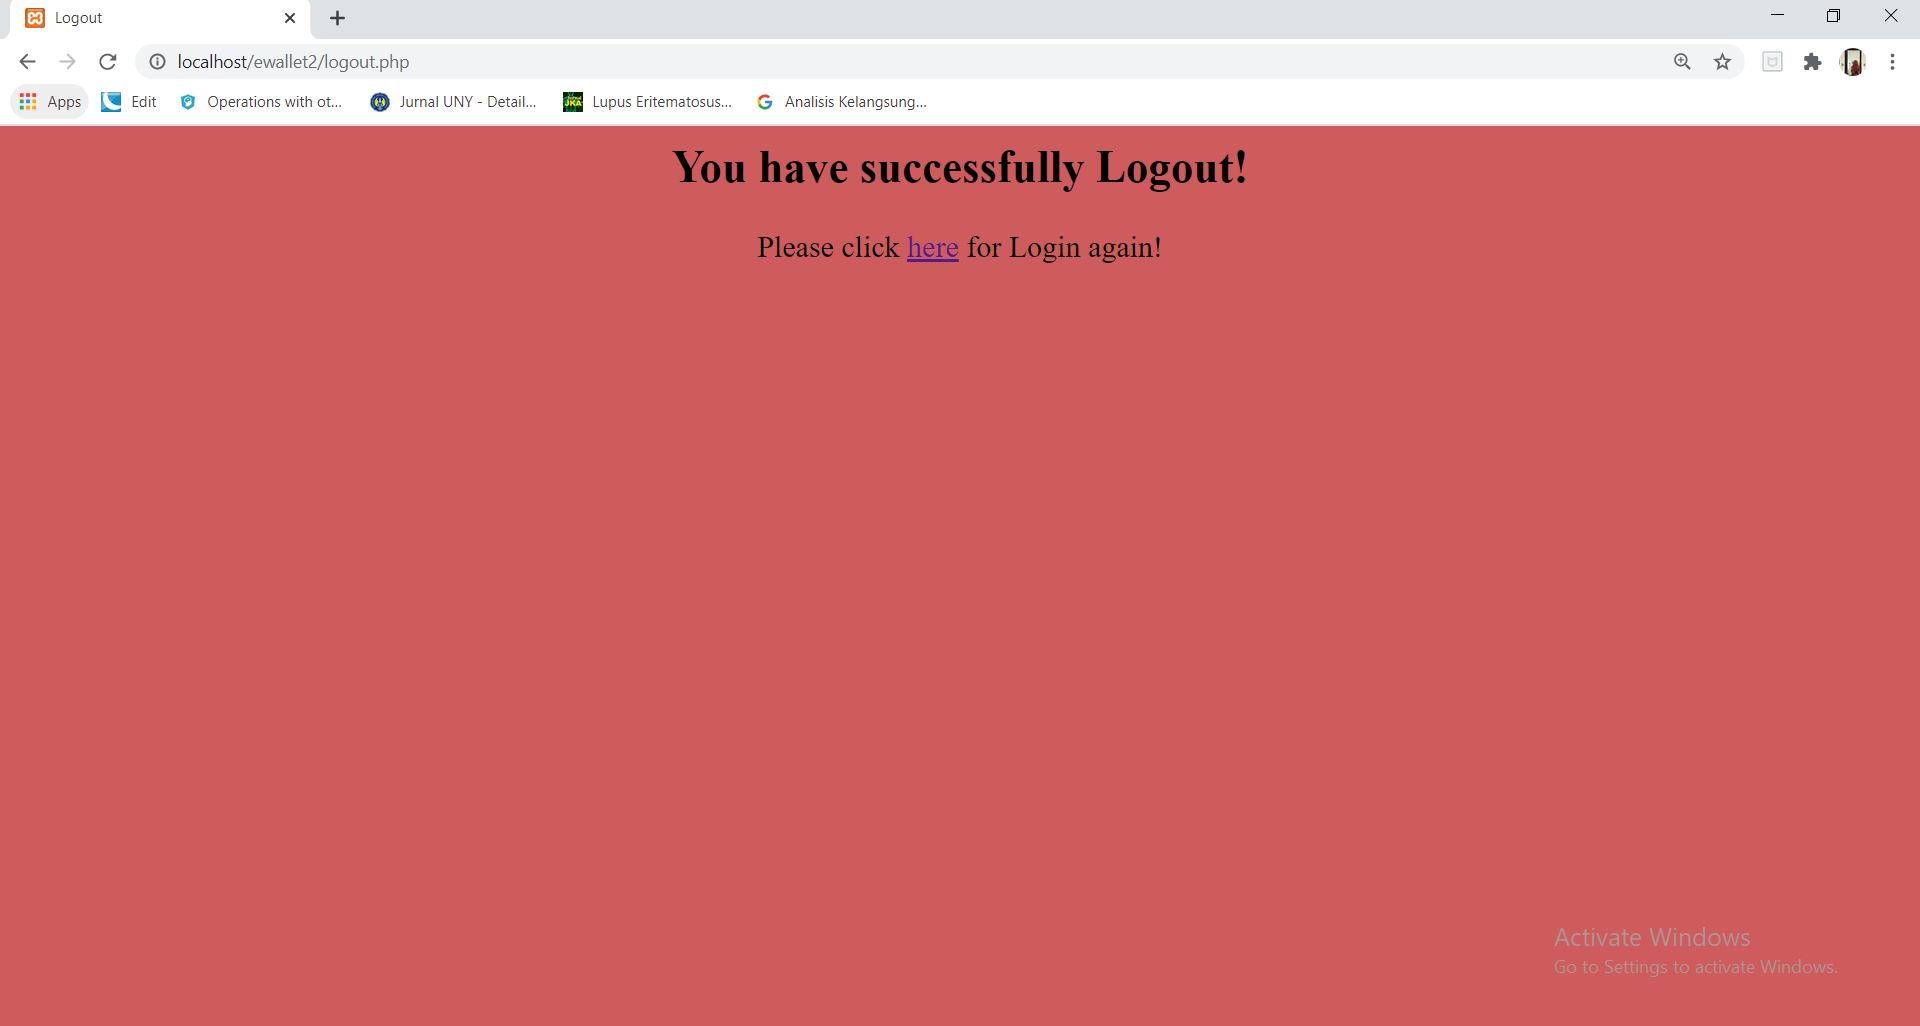 Logout
localhost/ewallet2/logout.php
Apps Edit Operations with ot... Jurnal UNY - Detail... JKA Lupus Eritematosus... Analisis Kelangsung...
You have successfully Logout!
Please click here for Login again!
Activate Windows
Go to Settings to activate Windows.